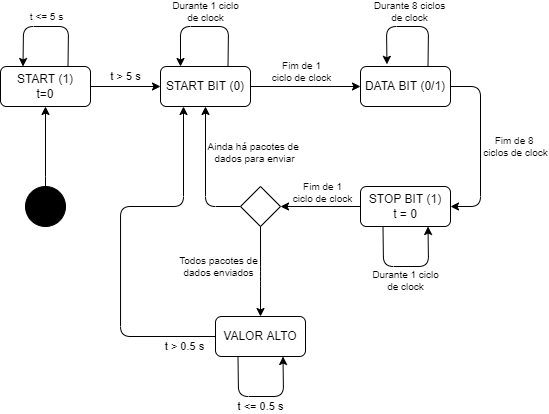 t <= 5 s
START (1)
t=0
t > 5 s
Durante 1 ciclo
de clock
START BIT (0)
Fim de 1
ciclo de clock
Durante 8 ciclos
de clock
DATA BIT (0/1)
Fim de 8
ciclos de clock
Ainda há pacotes de
dados para enviar
Fim de 1
ciclo de clock
STOP BIT (1)
t = 0
Durante 1 ciclo
de clock
Todos pacotes de
dados enviados
VALOR ALTO
t > 0.5 s
t <= 0.5 s